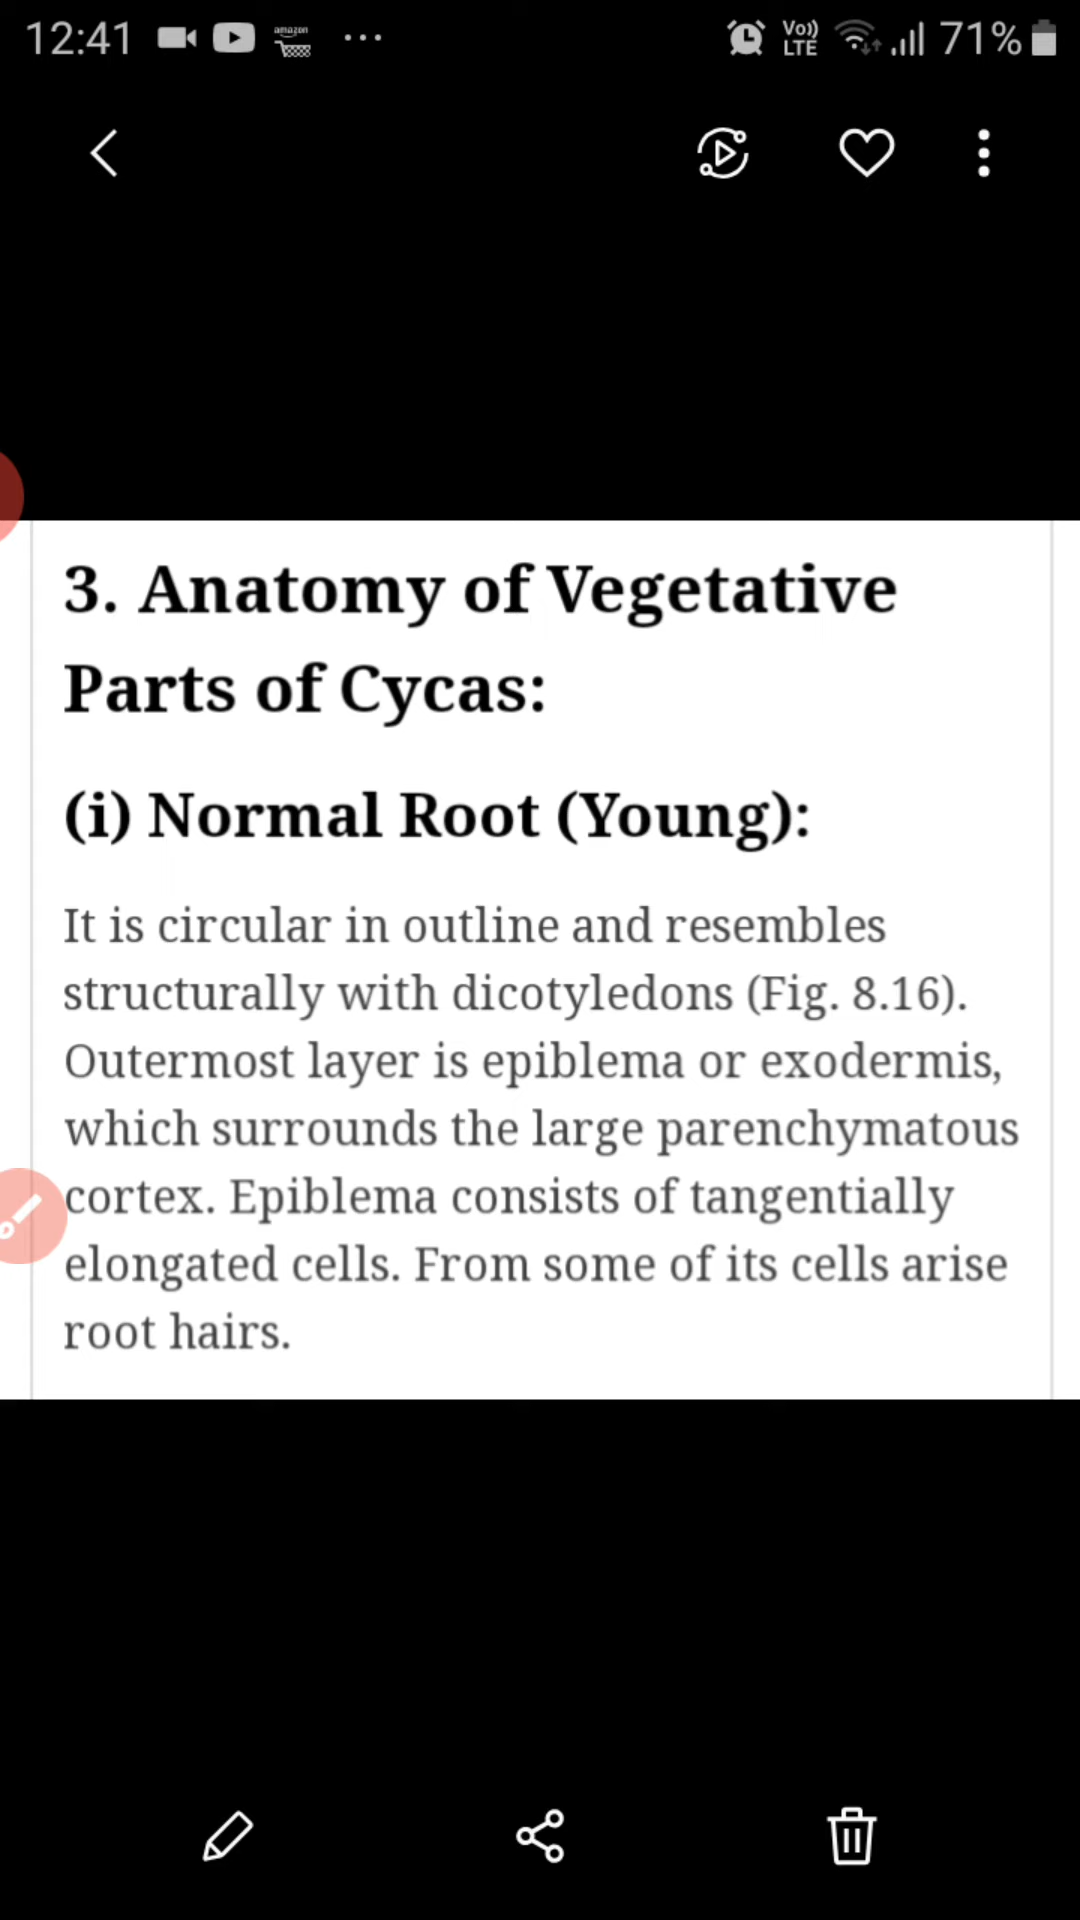 12:41 amazon ... Vo)) LTE 71%
3. Anatomy of Vegetative
Parts of Cycas:
(i) Normal Root (Young):
It is circular in outline and resembles
structurally with dicotyledons (Fig. 8.16).
Outermost layer is epiblema or exodermis,
which surrounds the large parenchymatous
cortex. Epiblema consists of tangentially
elongated cells. From some of its cells arise
root hairs.